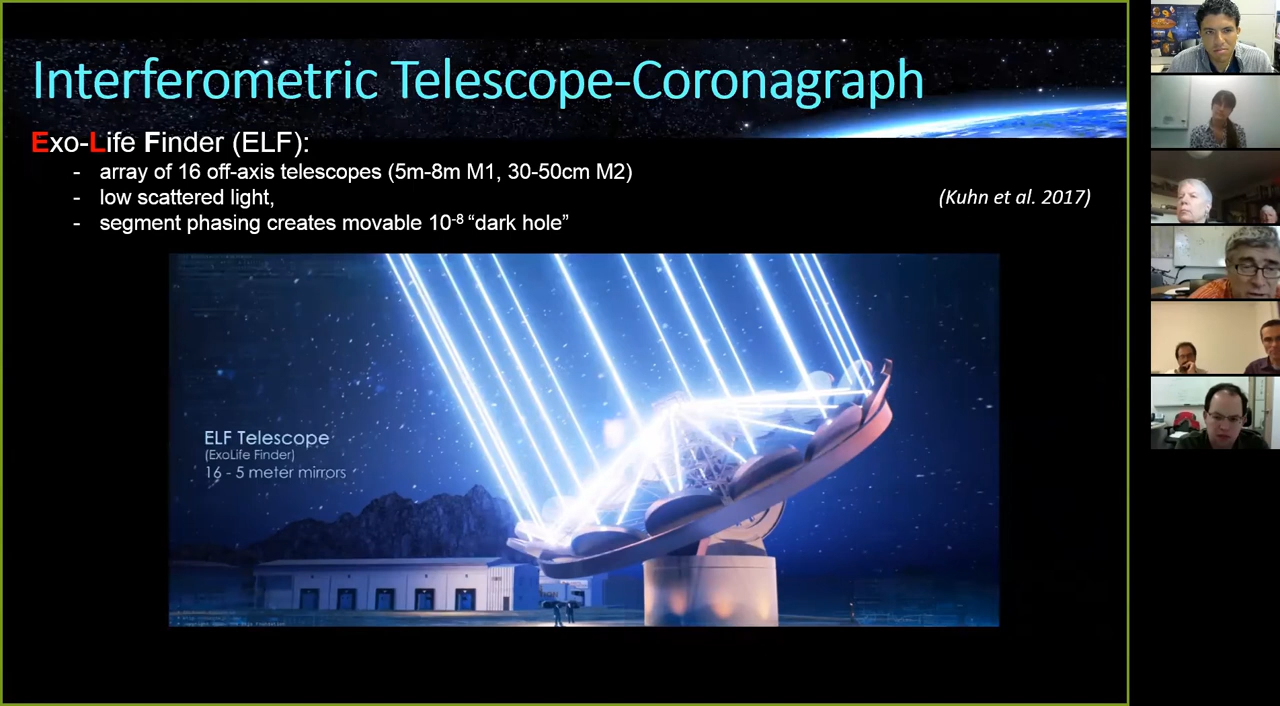 Interferometric Telescope-Coronagraph
Exo-Life Finder (ELF):
- array of 16 off-axis telescopes (5m-8m M1, 30-50cm M2)
- low scattered light,
(Kuhn et al. 2017)
- segment phasing creates movable 10⁻⁸ “dark hole”
ELF Telescope
(ExoLife Finder)
16 - 5 meter mirrors